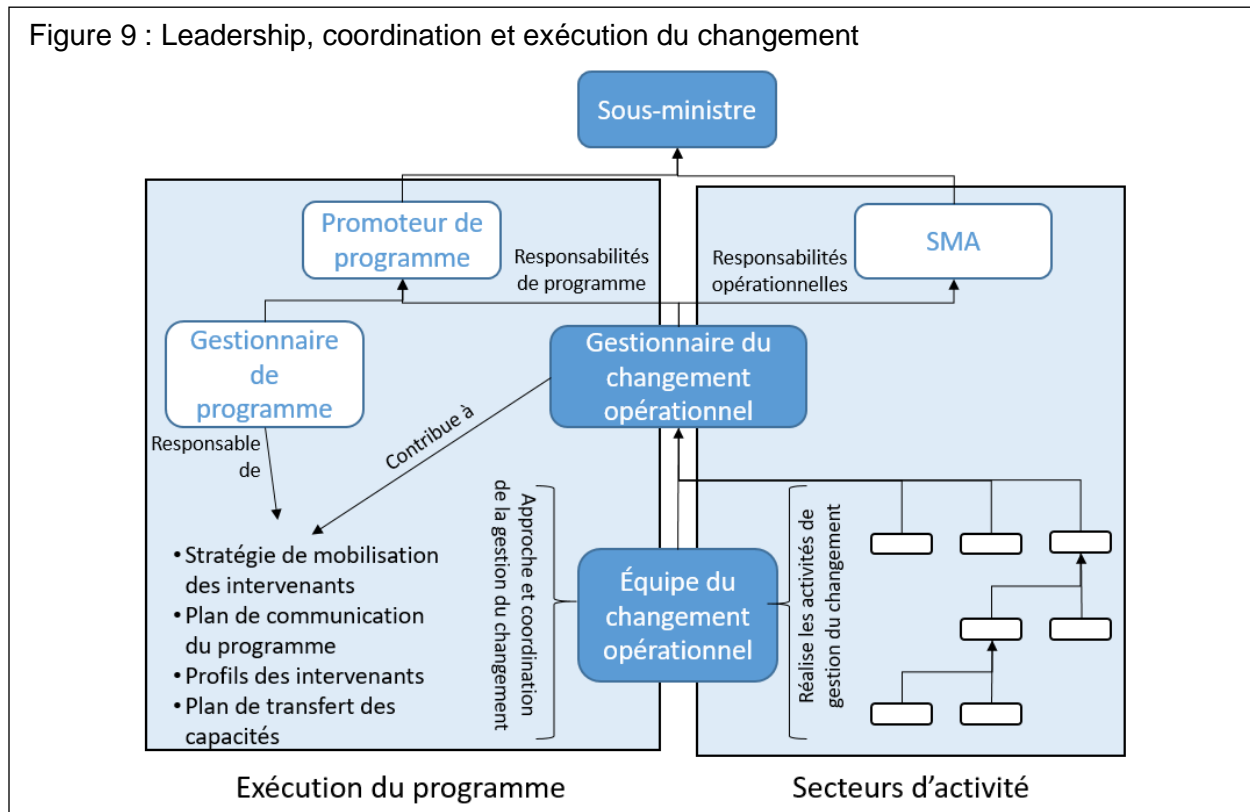 Figure 9 : Leadership, coordination et exécution du changement
Sous-ministre
Promoteur de
programme
SMA
Responsabilités
de programme
Responsabilités
opérationnelles
Gestionnaire
de
programme
Gestionnaire du
changement
opérationnel
Responsable
de
Contribue à
• Stratégie de mobilisation
des intervenants
• Plan de communication
du programme
• Profils des intervenants
• Plan de transfert des
capacités
Approche et coordination
de la gestion du changement
Équipe du
changement
opérationnel
Réalise les activités de
gestion du changement
Exécution du programme
Secteurs d’activité